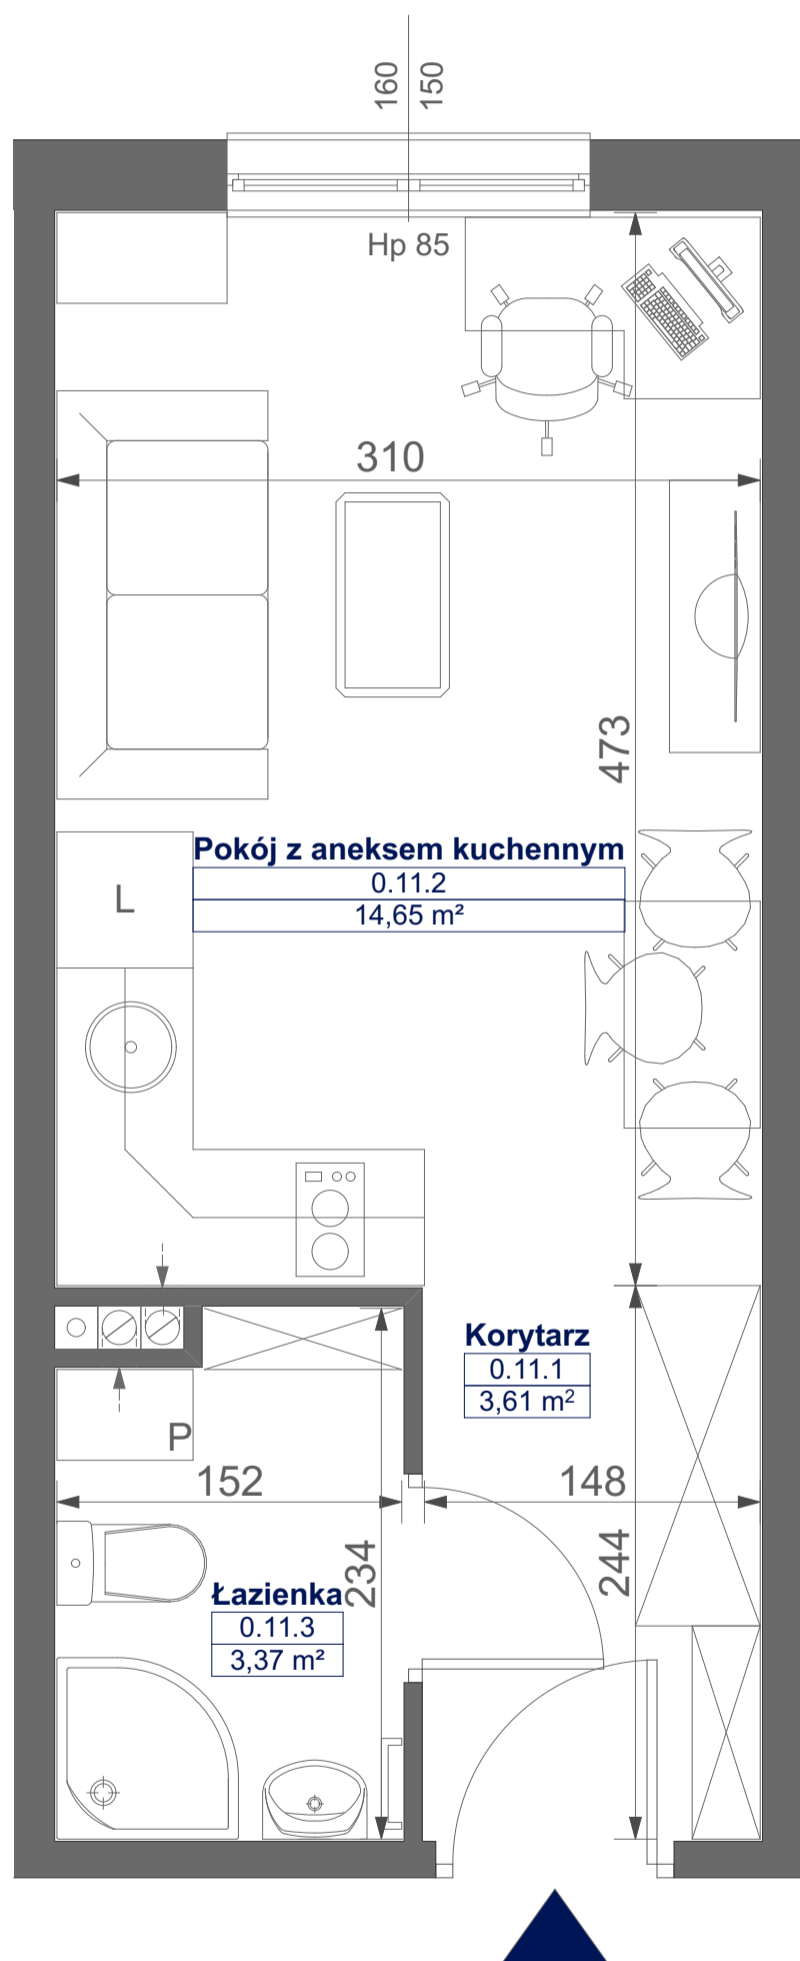 160
150
Hp 85
310
473
Pokój z aneksem kuchennym
0.11.2
14,65 m²
L
Korytarz
0.11.1
3,61 m²
P
152
148
234
244
Łazienka
0.11.3
3,37 m²